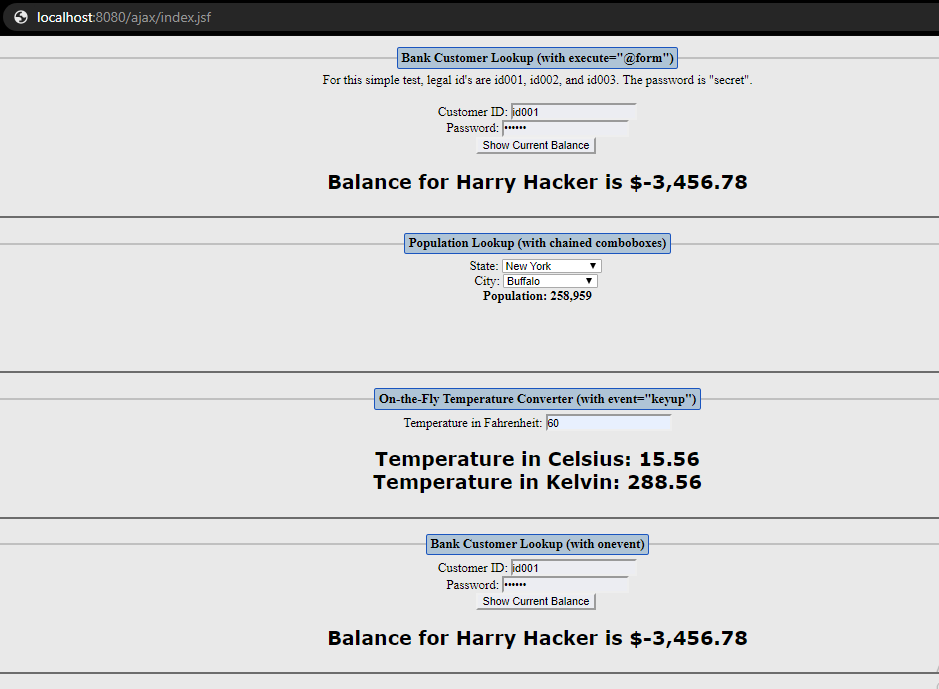 localhost:8080/ajax/index.jsf
Bank Customer Lookup (with execute="@form")
For this simple test, legal id's are id001, id002, and id003. The password is "secret".
Customer ID: id001
Password: ••••••
Show Current Balance
Balance for Harry Hacker is $-3,456.78
Population Lookup (with chained comboboxes)
State: New York
City: Buffalo
Population: 258,959
On-the-Fly Temperature Converter (with event="keyup")
Temperature in Fahrenheit: 60
Temperature in Celsius: 15.56
Temperature in Kelvin: 288.56
Bank Customer Lookup (with onevent)
Customer ID: id001
Password: ••••••
Show Current Balance
Balance for Harry Hacker is $-3,456.78